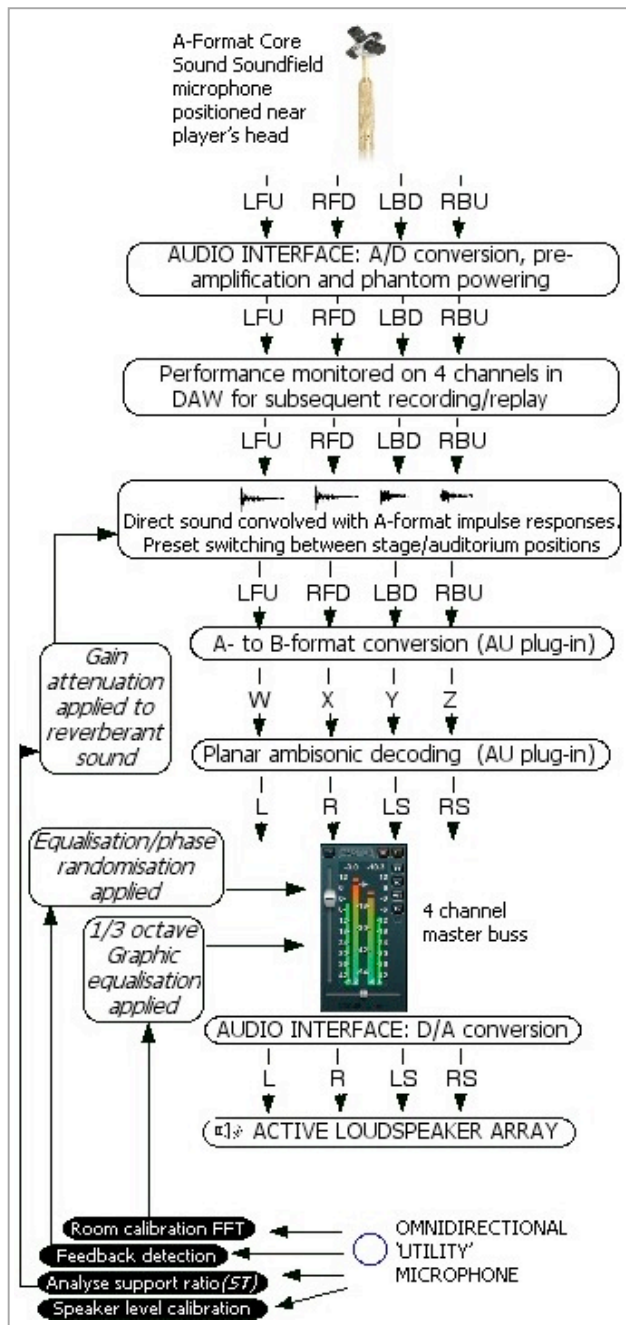 A-Format Core
Sound Soundfield
microphone
positioned near
player's head
LFU RFD LBD RBU
AUDIO INTERFACE: A/D conversion, pre-
amplification and phantom powering
LFU RFD LBD RBU
Performance monitored on 4 channels in
DAW for subsequent recording/replay
LFU RFD LBD RBU
Direct sound convolved with A-format impulse responses.
Preset switching between stage/auditorium positions
LFU RFD LBD RBU
A- to B-format conversion (AU plug-in)
Gain
attenuation
applied to
reverberant
sound
W X Y Z
Planar ambisonic decoding (AU plug-in)
L R LS RS
Equalisation/phase
randomisation
applied
1/3 octave
Graphic
equalisation
applied
4 channel
master buss
AUDIO INTERFACE: D/A conversion
L R LS RS
ACTIVE LOUDSPEAKER ARRAY
Room calibration FFT
Feedback detection
Analyse support ratio(ST)
Speaker level calibration
OMNIDIRECTIONAL
'UTILITY'
MICROPHONE